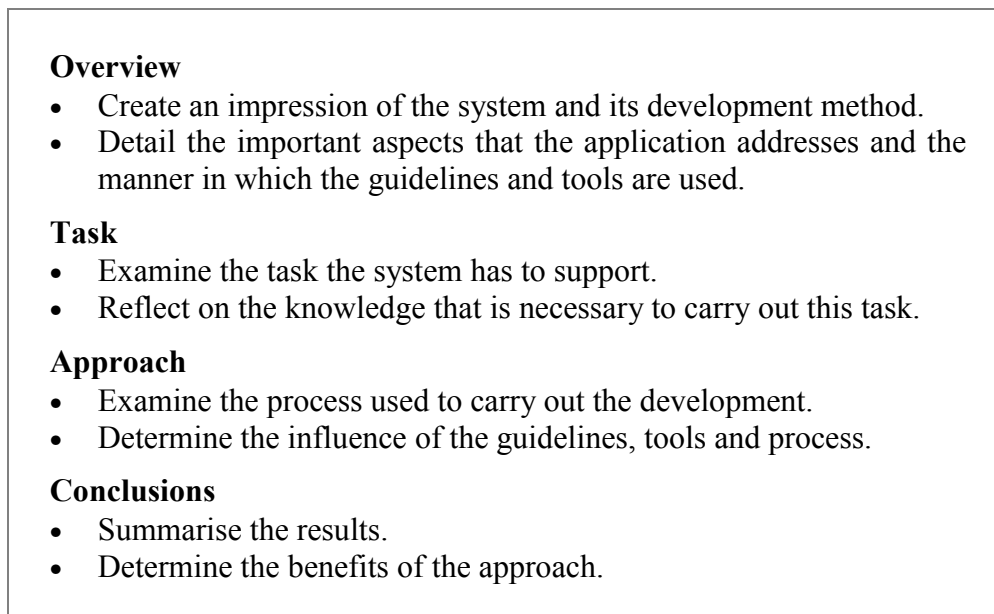 Overview
• Create an impression of the system and its development method.
• Detail the important aspects that the application addresses and the
manner in which the guidelines and tools are used.
Task
• Examine the task the system has to support.
• Reflect on the knowledge that is necessary to carry out this task.
Approach
• Examine the process used to carry out the development.
• Determine the influence of the guidelines, tools and process.
Conclusions
• Summarise the results.
• Determine the benefits of the approach.